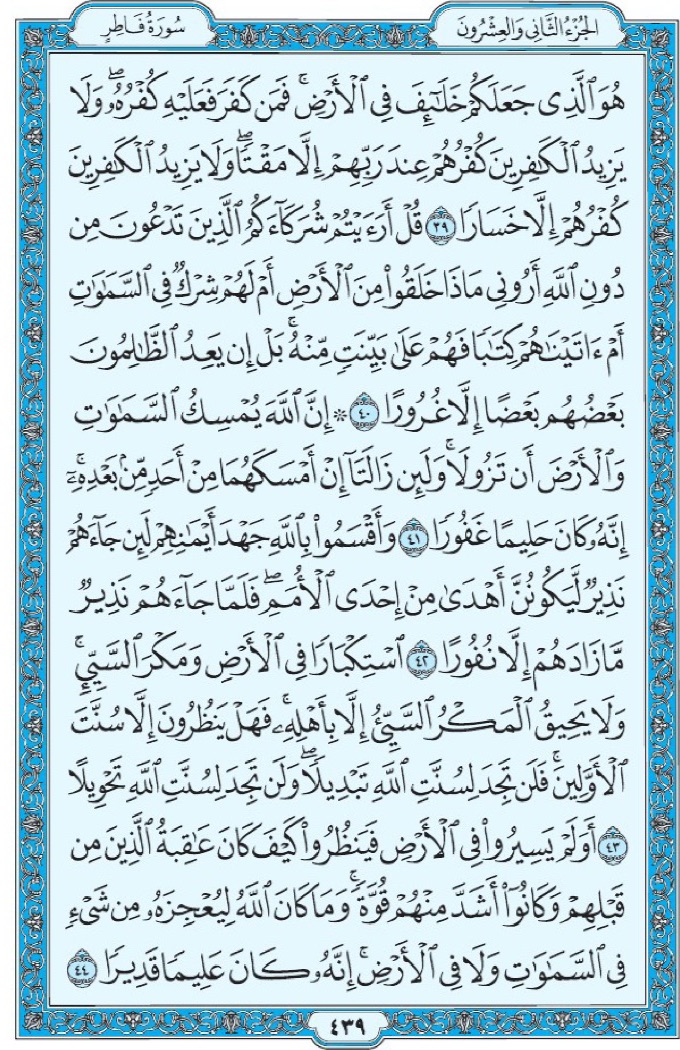 الجُزْءُ الثَّانِي وَالعِشْرُونَ
سُورَةُ فَاطِرٍ
هُوَ ٱلَّذِي جَعَلَكُمۡ خَلَٰٓئِفَ فِي ٱلۡأَرۡضِۚ فَمَن كَفَرَ فَعَلَيۡهِ كُفۡرُهُۥۖ وَلَا
يَزِيدُ ٱلۡكَٰفِرِينَ كُفۡرُهُمۡ عِندَ رَبِّهِمۡ إِلَّا مَقۡتٗاۖ وَلَا يَزِيدُ ٱلۡكَٰفِرِينَ
كُفۡرُهُمۡ إِلَّا خَسَارٗا ٣٩ قُلۡ أَرَءَيۡتُمۡ شُرَكَآءَكُمُ ٱلَّذِينَ تَدۡعُونَ مِن
دُونِ ٱللَّهِ أَرُونِي مَاذَا خَلَقُواْ مِنَ ٱلۡأَرۡضِ أَمۡ لَهُمۡ شِرۡكٞ فِي ٱلسَّمَٰوَٰتِ
أَمۡ ءَاتَيۡنَٰهُمۡ كِتَٰبٗا فَهُمۡ عَلَىٰ بَيِّنَتٖ مِّنۡهُۚ بَلۡ إِن يَعِدُ ٱلظَّٰلِمُونَ
بَعۡضُهُم بَعۡضًا إِلَّا غُرُورًا ٤٠ ۞ إِنَّ ٱللَّهَ يُمۡسِكُ ٱلسَّمَٰوَٰتِ
وَٱلۡأَرۡضَ أَن تَزُولَاۚ وَلَئِن زَالَتَآ إِنۡ أَمۡسَكَهُمَا مِنۡ أَحَدٖ مِّنۢ بَعۡدِهِۦٓۚ
إِنَّهُۥ كَانَ حَلِيمًا غَفُورٗا ٤١ وَأَقۡسَمُواْ بِٱللَّهِ جَهۡدَ أَيۡمَٰنِهِمۡ لَئِن جَآءَهُمۡ
نَذِيرٞ لَّيَكُونُنَّ أَهۡدَىٰ مِنۡ إِحۡدَى ٱلۡأُمَمِۖ فَلَمَّا جَآءَهُمۡ نَذِيرٞ
مَّا زَادَهُمۡ إِلَّا نُفُورًا ٤٢ ٱسۡتِكۡبَارٗا فِي ٱلۡأَرۡضِ وَمَكۡرَ ٱلسَّيِّيِٕۚ
وَلَا يَحِيقُ ٱلۡمَكۡرُ ٱلسَّيِّئُ إِلَّا بِأَهۡلِهِۦۚ فَهَلۡ يَنظُرُونَ إِلَّا سُنَّتَ
ٱلۡأَوَّلِينَۚ فَلَن تَجِدَ لِسُنَّتِ ٱللَّهِ تَبۡدِيلٗاۖ وَلَن تَجِدَ لِسُنَّتِ ٱللَّهِ تَحۡوِيلًا
٤٣ أَوَلَمۡ يَسِيرُواْ فِي ٱلۡأَرۡضِ فَيَنظُرُواْ كَيۡفَ كَانَ عَٰقِبَةُ ٱلَّذِينَ مِن
قَبۡلِهِمۡ وَكَانُوٓاْ أَشَدَّ مِنۡهُمۡ قُوَّةٗۚ وَمَا كَانَ ٱللَّهُ لِيُعۡجِزَهُۥ مِن شَيۡءٖ
فِي ٱلسَّمَٰوَٰتِ وَلَا فِي ٱلۡأَرۡضِۚ إِنَّهُۥ كَانَ عَلِيمٗا قَدِيرٗا ٤٤
٤٣٩